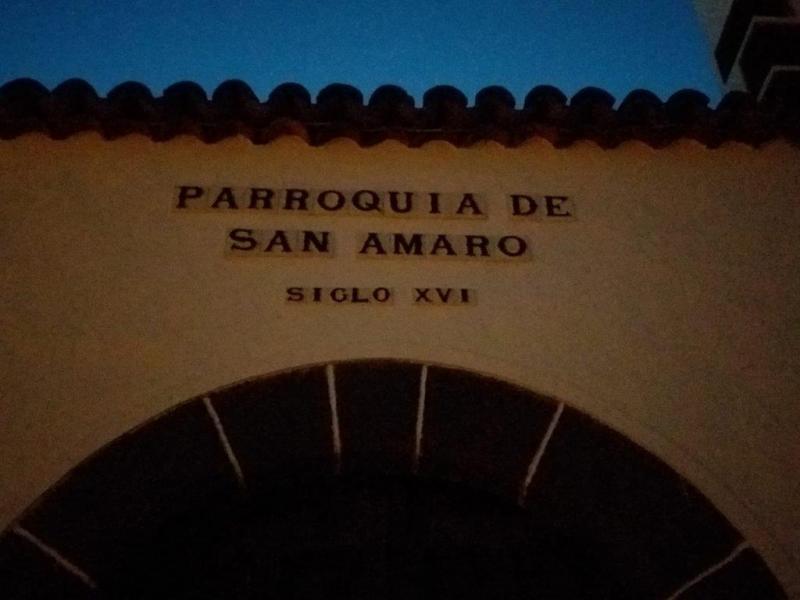 PARROQUIA DE
SAN AMARO
SIGLO XVI